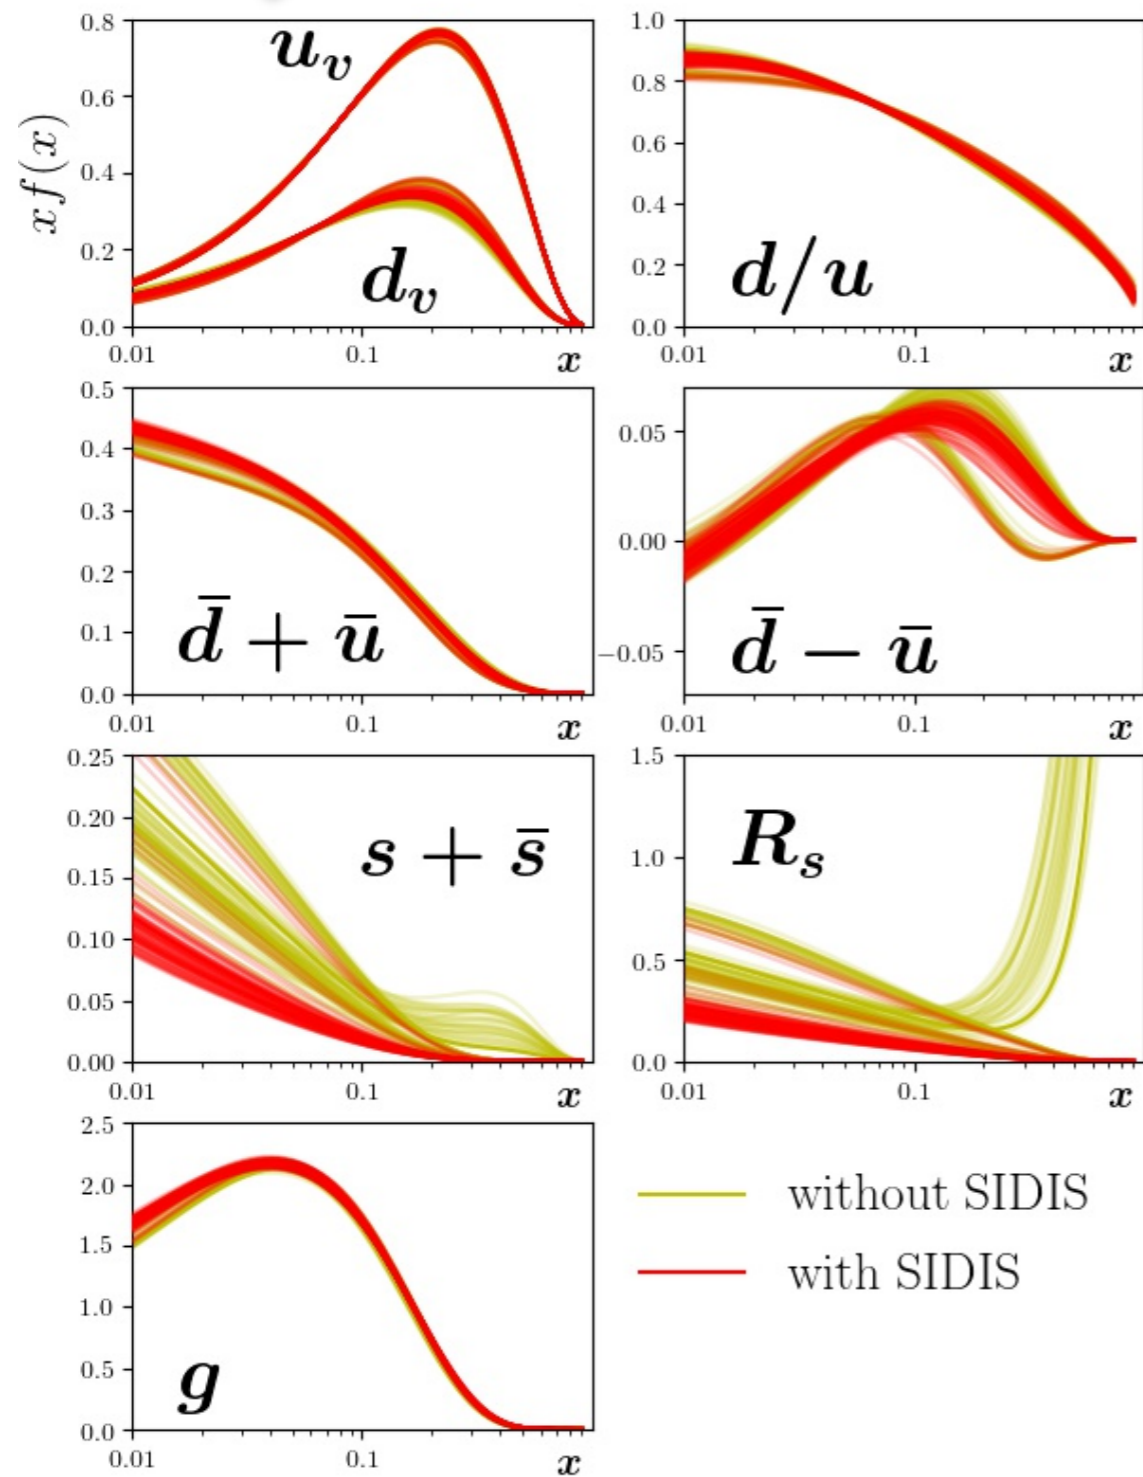 0.8
0.6
0.4
0.2
0.0
x f(x)
u_v
d_v
0.01
0.1
x
1.0
0.8
0.6
0.4
0.2
0.0
d/u
0.01
0.1
x
0.5
0.4
0.3
0.2
0.1
0.0
d̄ + ū
0.01
0.1
x
0.05
0.00
−0.05
d̄ − ū
0.01
0.1
x
0.25
0.20
0.15
0.10
0.05
0.00
s + s̄
0.01
0.1
x
1.5
1.0
0.5
0.0
R_s
0.01
0.1
x
2.5
2.0
1.5
1.0
0.5
0.0
g
0.01
0.1
x
without SIDIS
with SIDIS